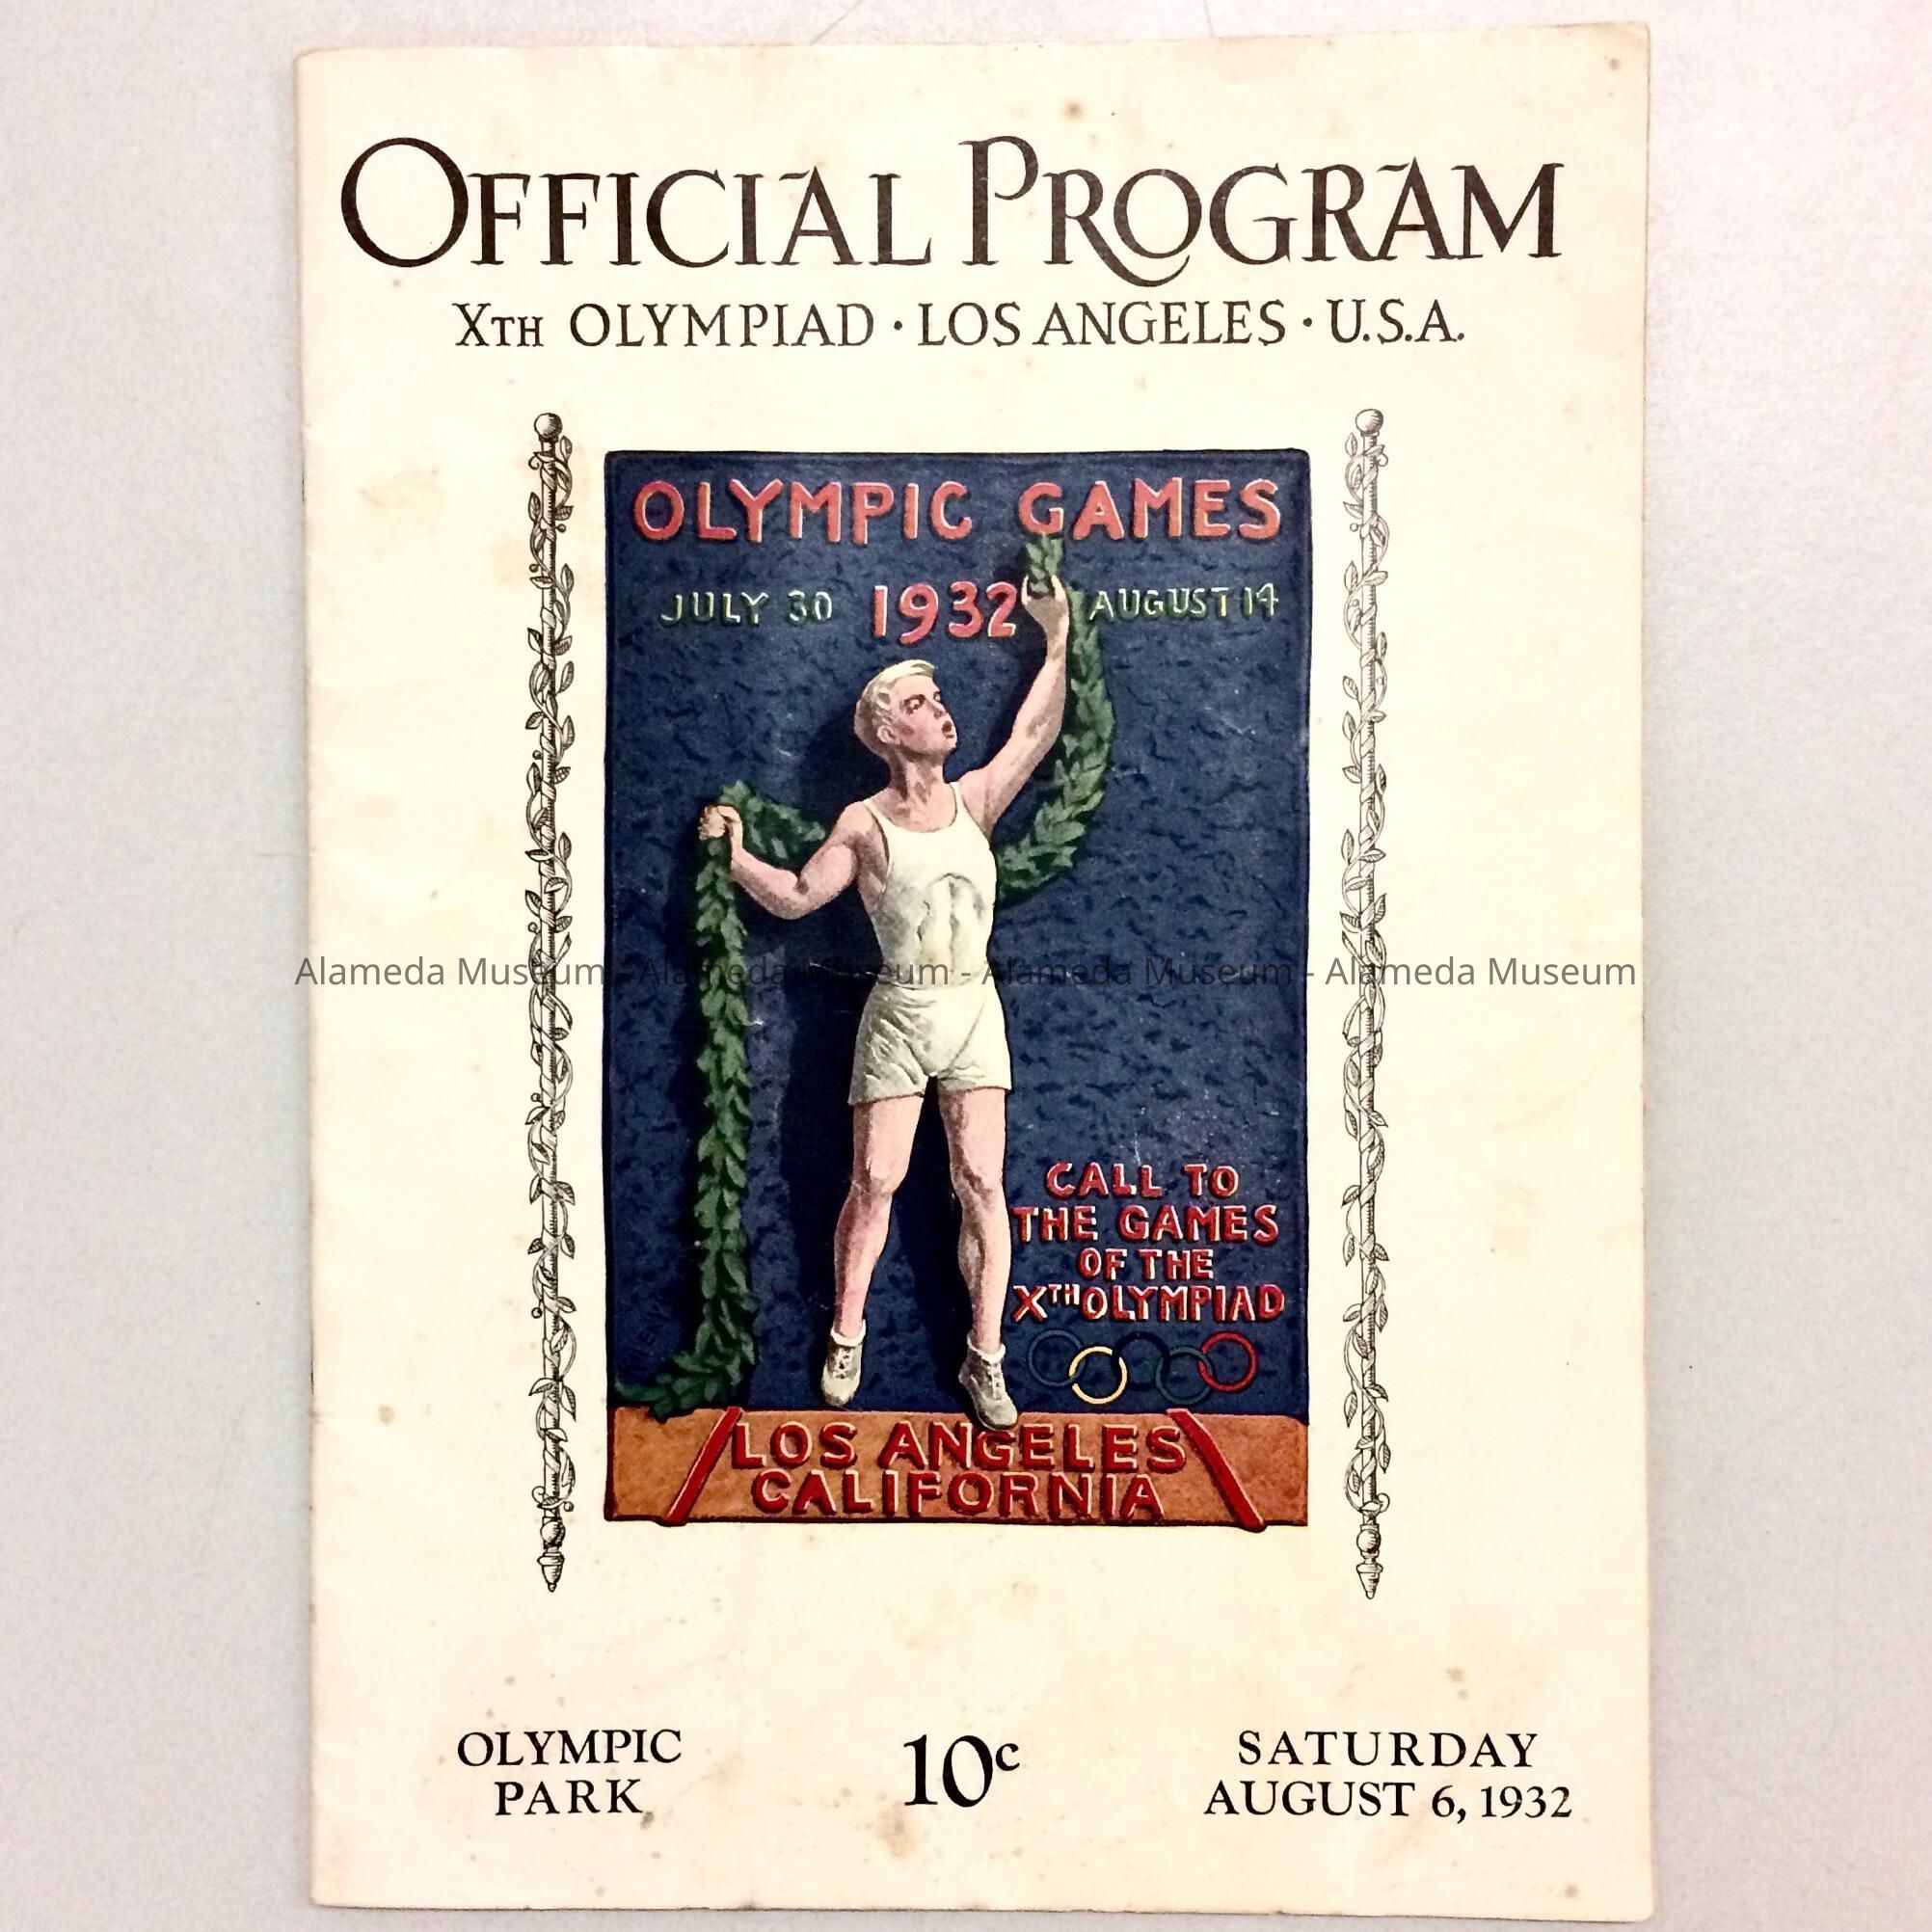 OFFICIAL PROGRAM
XTH OLYMPIAD · LOS ANGELES · U.S.A.
OLYMPIC GAMES
JULY 30 1932 AUGUST 14
Alameda Museum - Alameda Museum - Alameda Museum - Alameda Museum
CALL TO
THE GAMES
OF THE
XTH OLYMPIAD
LOS ANGELES
CALIFORNIA
OLYMPIC
PARK
10c
SATURDAY
AUGUST 6, 1932